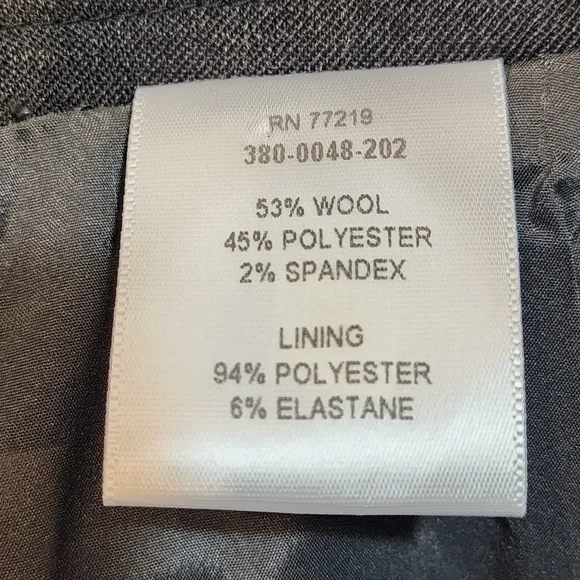 RN 77219
380-0048-202
53% WOOL
45% POLYESTER
2% SPANDEX
LINING
94% POLYESTER
6% ELASTANE